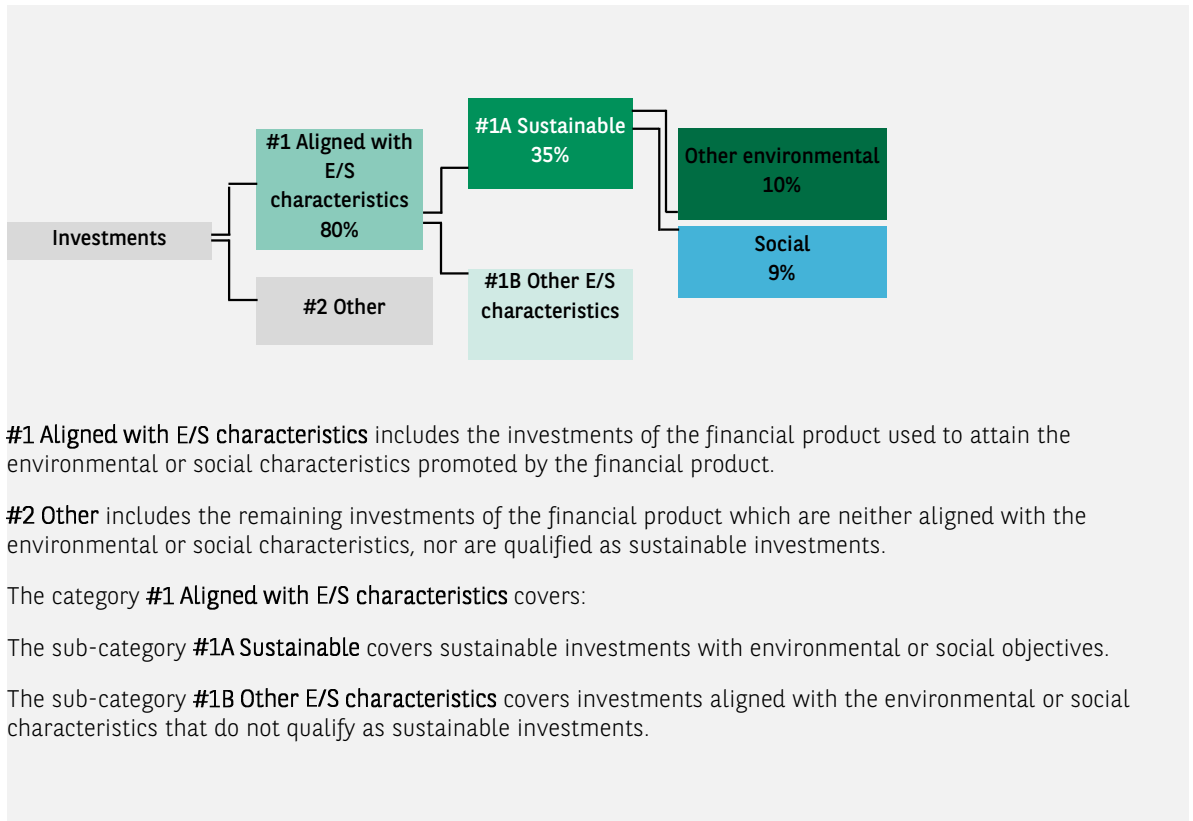 Investments
#1 Aligned with
E/S
characteristics
80%
#2 Other
#1A Sustainable
35%
#1B Other E/S
characteristics
Other environmental
10%
Social
9%
#1 Aligned with E/S characteristics includes the investments of the financial product used to attain the
environmental or social characteristics promoted by the financial product.
#2 Other includes the remaining investments of the financial product which are neither aligned with the
environmental or social characteristics, nor are qualified as sustainable investments.
The category #1 Aligned with E/S characteristics covers:
The sub-category #1A Sustainable covers sustainable investments with environmental or social objectives.
The sub-category #1B Other E/S characteristics covers investments aligned with the environmental or social
characteristics that do not qualify as sustainable investments.